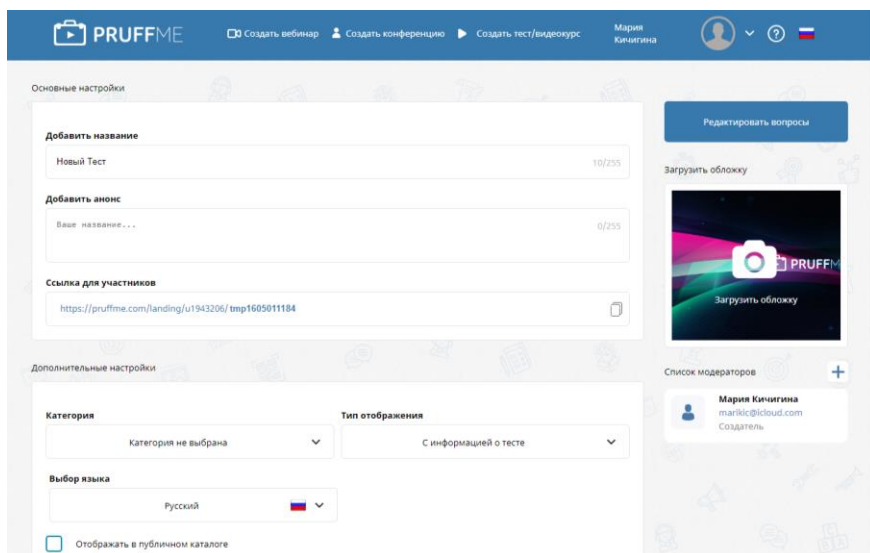 PRUFFME
Создать вебинар
Создать конференцию
Создать тест/видеокурс
Мария
Кичигина
Основные настройки
Добавить название
Новый Тест
10/255
Добавить анонс
Ваше название...
0/255
Ссылка для участников
https://pruffme.com/landing/u1943206/tmp1605011184
Редактировать вопросы
Загрузить обложку
PRUFFM
Загрузить обложку
Дополнительные настройки
Категория
Тип отображения
Категория не выбрана
С информацией о тесте
Выбор языка
Русский
Отображать в публичном каталоге
Список модераторов
Мария Кичигина
marikic@icloud.com
Создатель